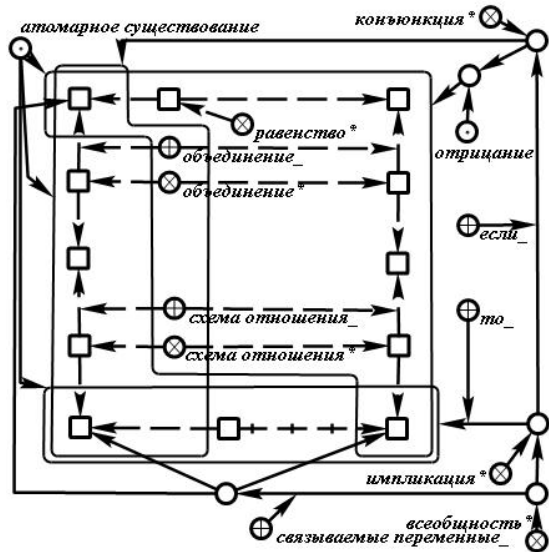 конъюнкция*
атомарное существование
равенство*
отрицание
объединение_
объединение*
если_
схема отношения_
то_
схема отношения*
импликация*
всеобщность*
связываемые переменные_